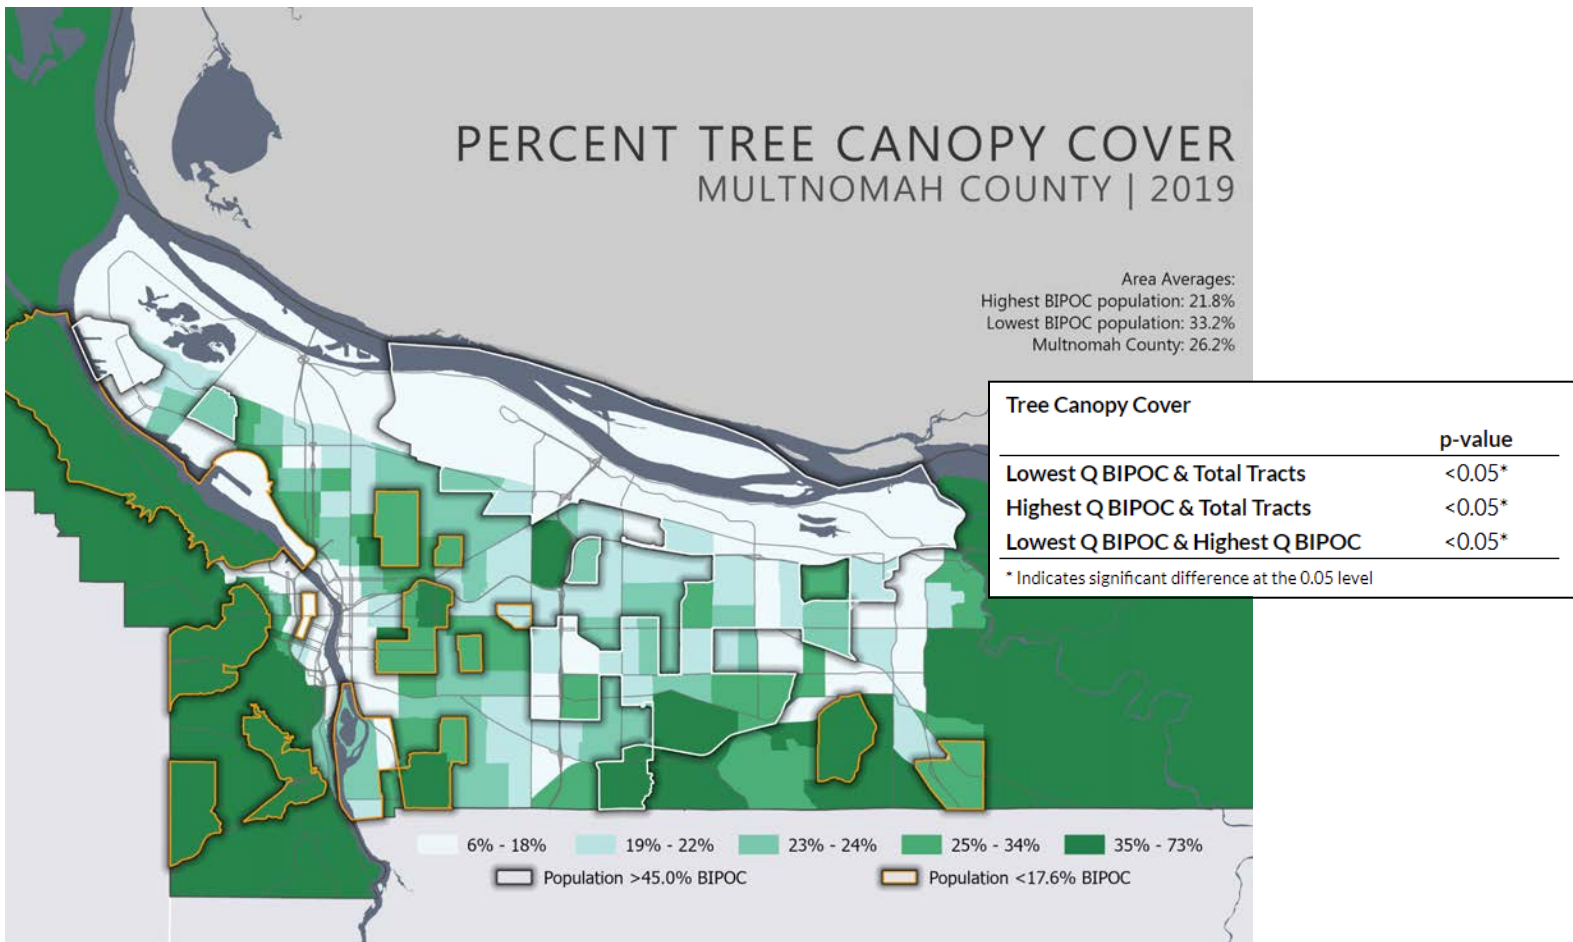 PERCENT TREE CANOPY COVER
MULTNOMAH COUNTY | 2019
Area Averages:
Highest BIPOC population: 21.8%
Lowest BIPOC population: 33.2%
Multnomah County: 26.2%
Tree Canopy Cover
p-value
Lowest Q BIPOC & Total Tracts <0.05*
Highest Q BIPOC & Total Tracts <0.05*
Lowest Q BIPOC & Highest Q BIPOC <0.05*
* Indicates significant difference at the 0.05 level
6% - 18% 19% - 22% 23% - 24% 25% - 34% 35% - 73%
Population >45.0% BIPOC Population <17.6% BIPOC